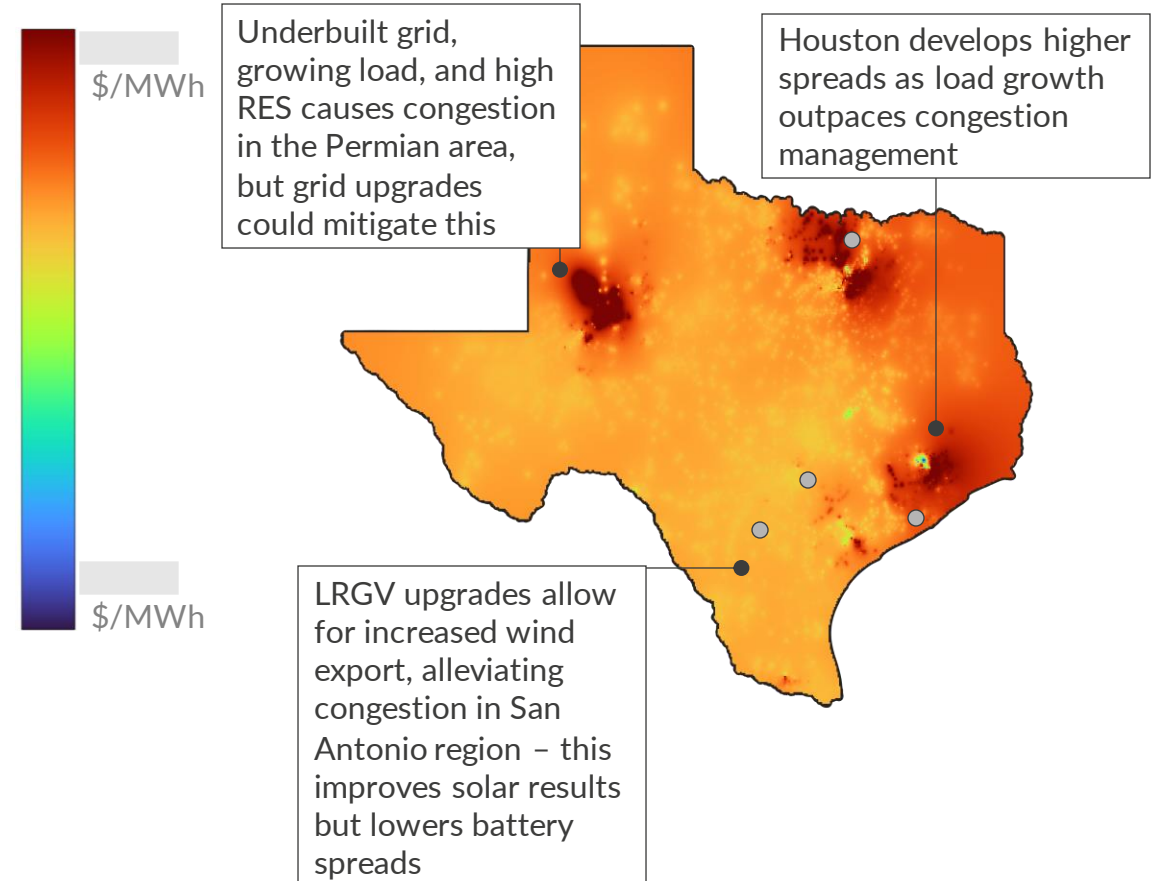 $/MWh
Underbuilt grid,
growing load, and high
RES causes congestion
in the Permian area,
but grid upgrades
could mitigate this
Houston develops higher
spreads as load growth
outpaces congestion
management
$/MWh
LRGV upgrades allow
for increased wind
export, alleviating
congestion in San
Antonio region – this
improves solar results
but lowers battery
spreads